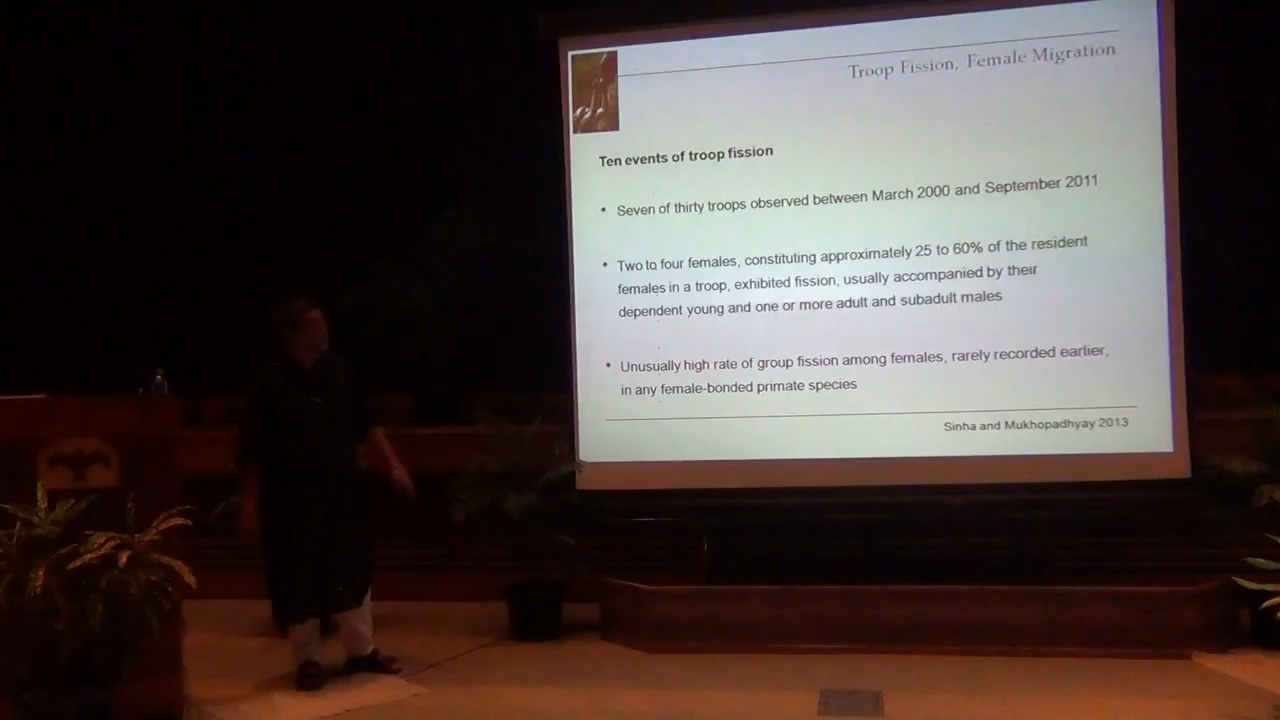 Troop Fission, Female Migration
Ten events of troop fission
• Seven of thirty troops observed between March 2000 and September 2011
• Two to four females, constituting approximately 25 to 60% of the resident
females in a troop, exhibited fission, usually accompanied by their
dependent young and one or more adult and subadult males
• Unusually high rate of group fission among females, rarely recorded earlier,
in any female-bonded primate species
Sinha and Mukhopadhyay 2013